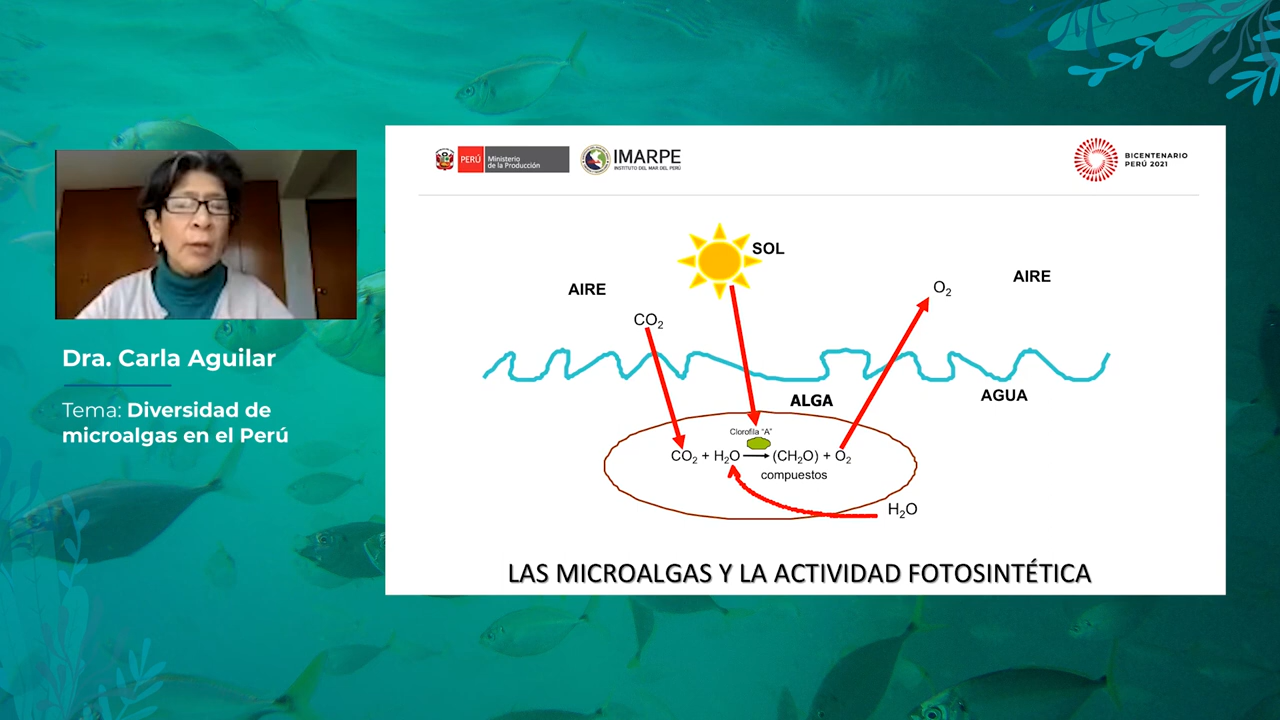 PERÚ
Ministerio
de la Producción
IMARPE
INSTITUTO DEL MAR DEL PERÚ
BICENTENARIO
PERÚ 2021
SOL
AIRE
AIRE
CO₂
O₂
AGUA
ALGA
Clorofila "A"
CO₂ + H₂O → (CH₂O) + O₂
compuestos
H₂O
LAS MICROALGAS Y LA ACTIVIDAD FOTOSINTÉTICA
Dra. Carla Aguilar
Tema: Diversidad de
microalgas en el Perú